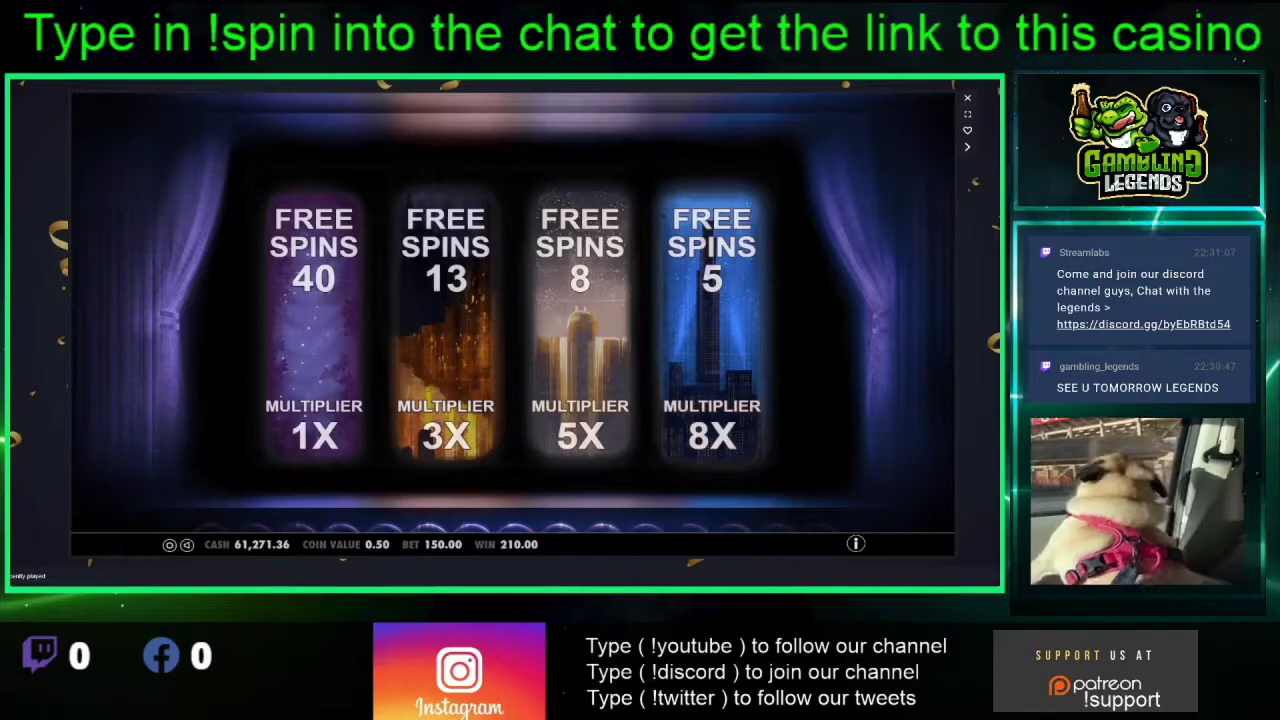 Type in !spin into the chat to get the link to this casino
FREE SPINS 40
MULTIPLIER 1X
FREE SPINS 13
MULTIPLIER 3X
FREE SPINS 8
MULTIPLIER 5X
FREE SPINS 5
MULTIPLIER 8X
CASH 61,271.36 COIN VALUE 0.50 BET 150.00 WIN 210.00
ently played
GAMBLING
LEGENDS
Streamlabs 22:31:07
Come and join our discord
channel guys, Chat with the
legends >
https://discord.gg/byEbRBtd54
gambling_legends 22:30:47
SEE U TOMORROW LEGENDS
0 0
Instagram
Type ( !youtube ) to follow our channel
Type ( !discord ) to join our channel
Type ( !twitter ) to follow our tweets
SUPPORT US AT
patreon
!support